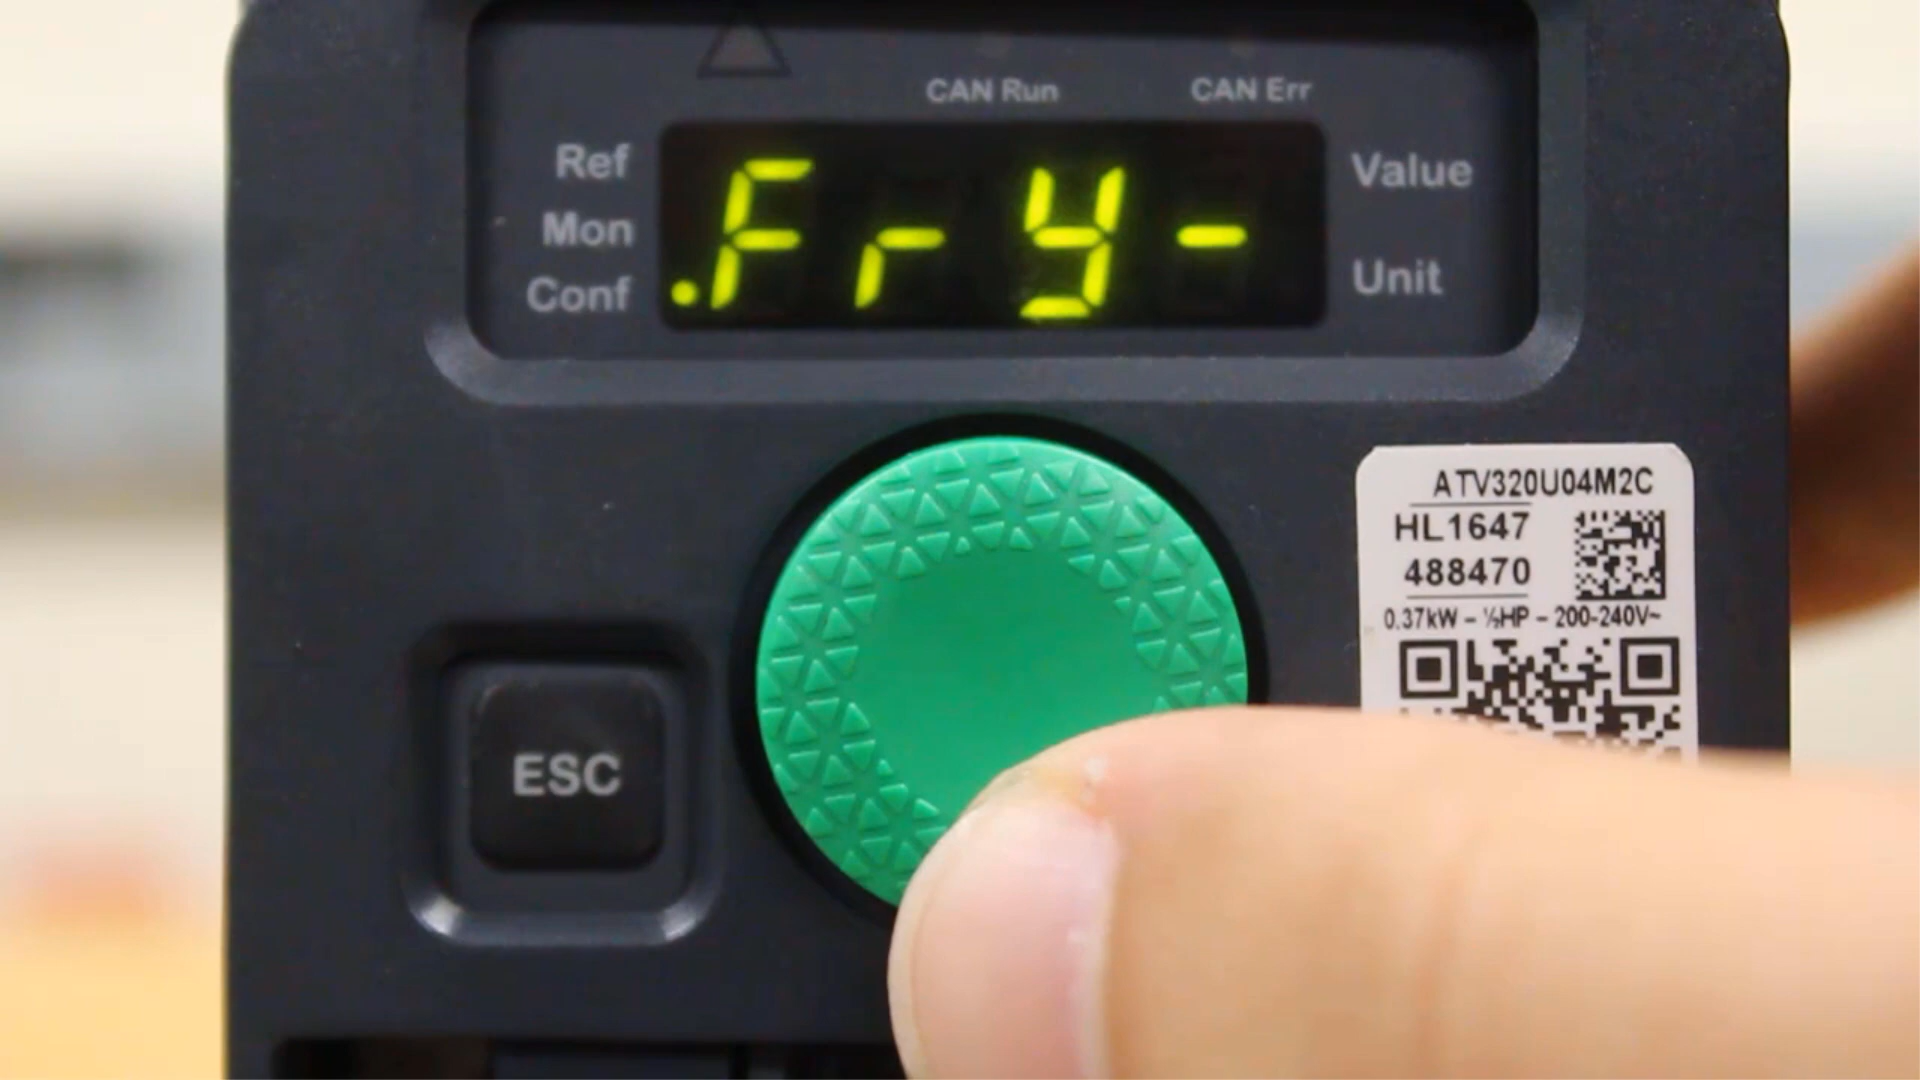 CAN Run CAN Err
Ref
Mon
Conf
.Fry-
Value
Unit
ESC
ATV320U04M2C
HL1647
488470
0.37kW – ½HP – 200-240V~